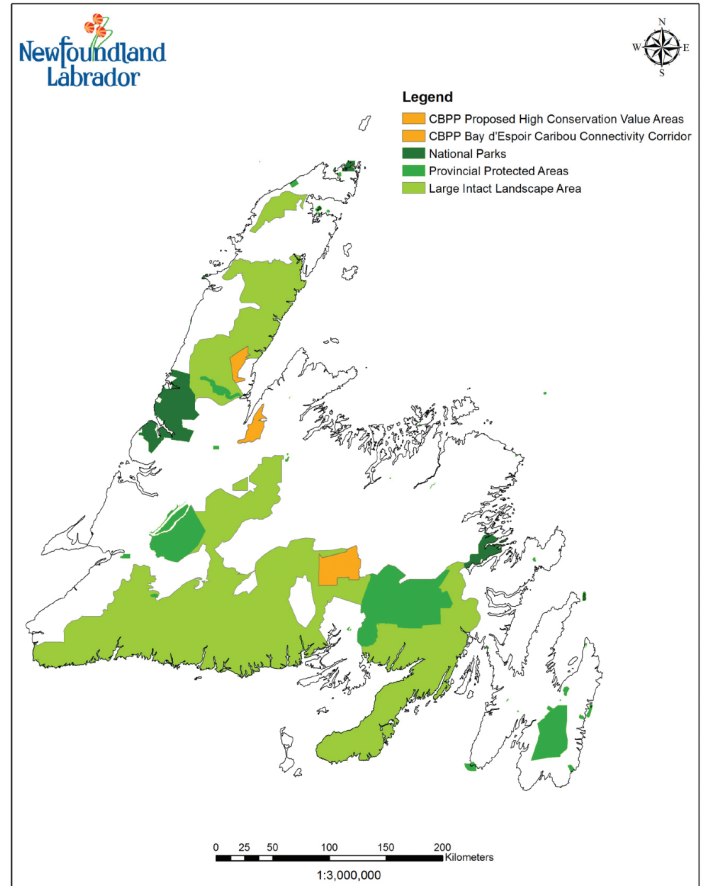 Newfoundland
Labrador
N
W E
S
Legend
CBPP Proposed High Conservation Value Areas
CBPP Bay d'Espoir Caribou Connectivity Corridor
National Parks
Provincial Protected Areas
Large Intact Landscape Area
0 25 50 100 150 200
Kilometers
1:3,000,000